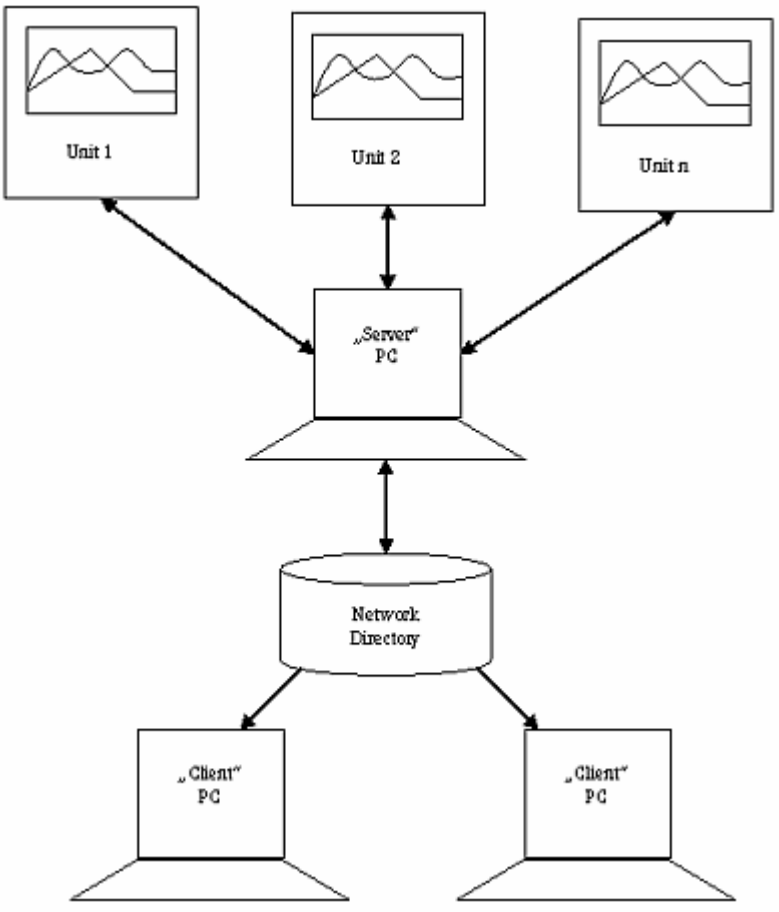 Unit 1
Unit 2
Unit n
„Server“
PC
Network
Directory
„Client“
PC
„Client“
PC